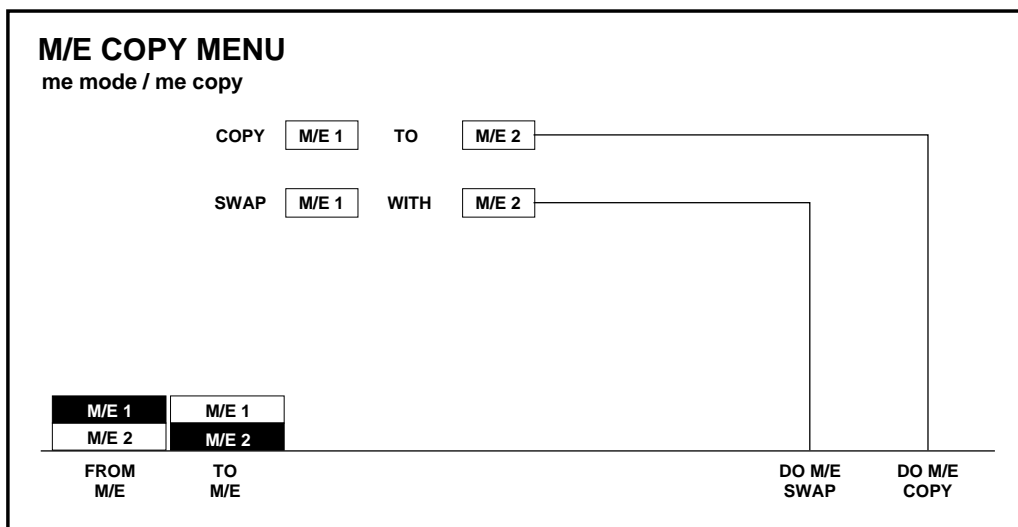 M/E COPY MENU
me mode / me copy
COPY M/E 1 TO M/E 2
SWAP M/E 1 WITH M/E 2
M/E 1 M/E 1
M/E 2 M/E 2
FROM TO DO M/E DO M/E
M/E M/E SWAP COPY